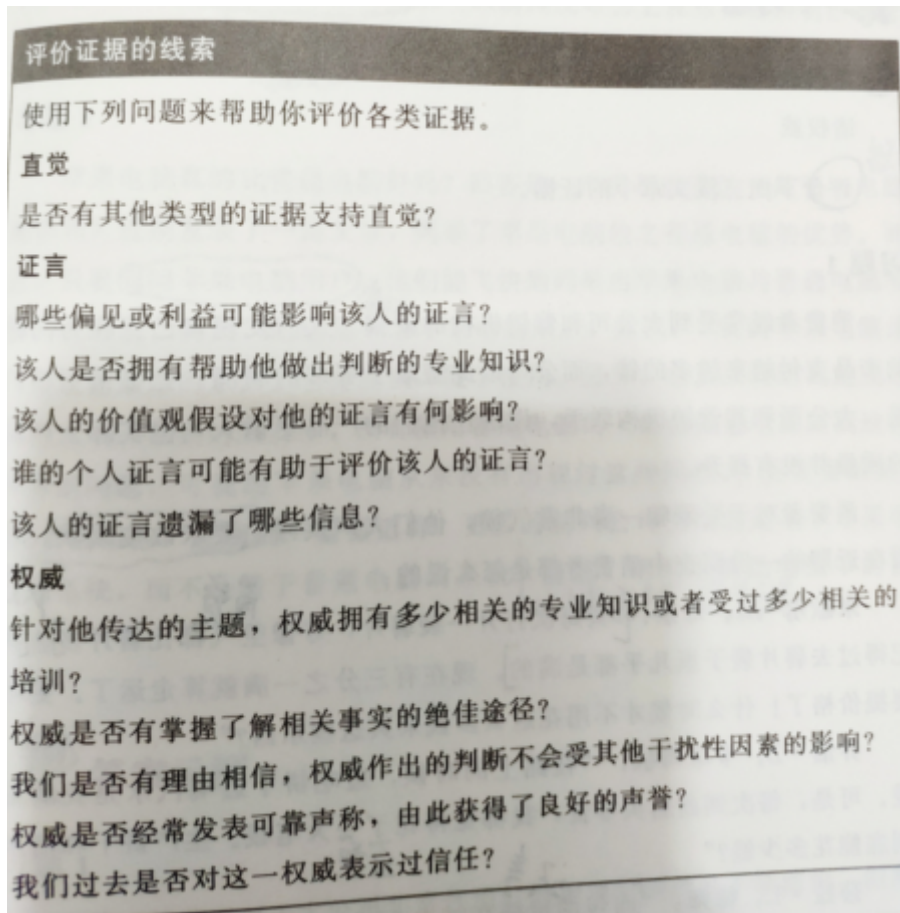 评价证据的线索
使用下列问题来帮助你评价各类证据。
直觉
是否有其他类型的证据支持直觉？
证言
哪些偏见或利益可能影响该人的证言？
该人是否拥有帮助他做出判断的专业知识？
该人的价值观假设对他的证言有何影响？
谁的个人证言可能有助于评价该人的证言？
该人的证言遗漏了哪些信息？
权威
针对他传达的主题，权威拥有多少相关的专业知识或者受过多少相关的
培训？
权威是否有掌握了解相关事实的绝佳途径？
我们是否有理由相信，权威作出的判断不会受其他干扰性因素的影响？
权威是否经常发表可靠声称，由此获得了良好的声誉？
我们过去是否对这一权威表示过信任？